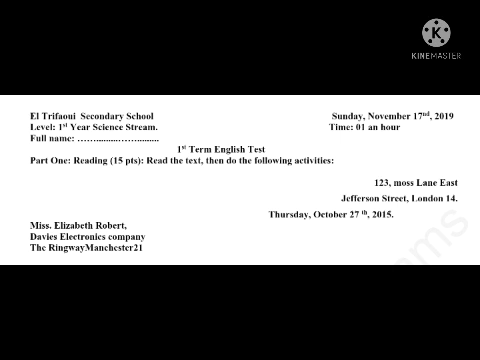 KINEMASTER
El Trifaoui Secondary School Sunday, November 17nd, 2019
Level: 1st Year Science Stream. Time: 01 an hour
Full name: ……..........……..........
1st Term English Test
Part One: Reading (15 pts): Read the text, then do the following activities:
123, moss Lane East
Jefferson Street, London 14.
Thursday, October 27 th, 2015.
Miss. Elizabeth Robert,
Davies Electronics company
The RingwayManchester21